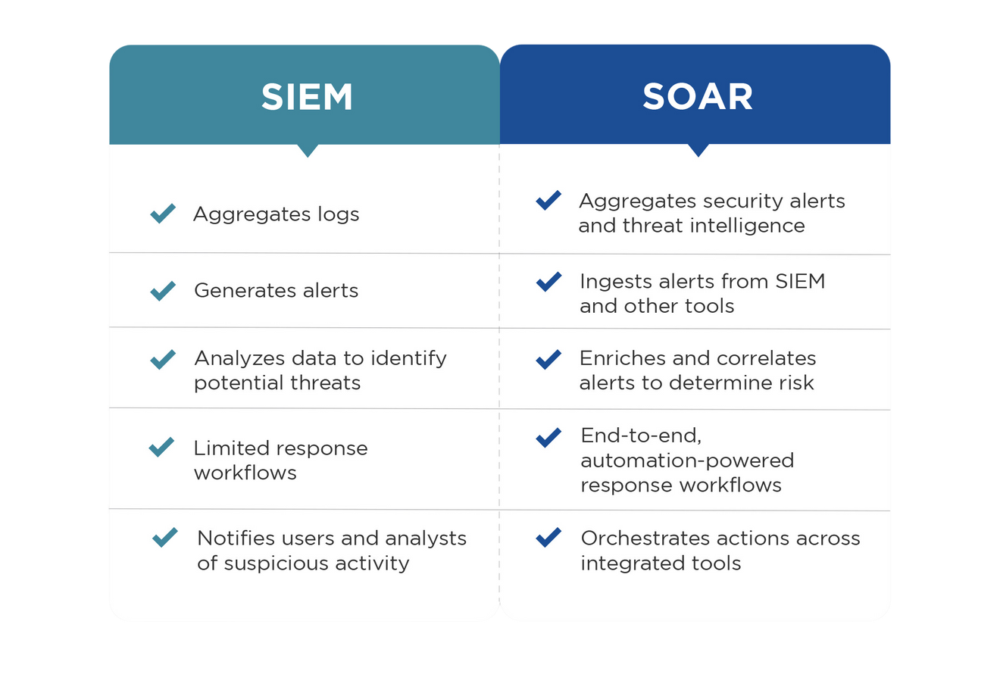 SIEM
SOAR
Aggregates logs
Aggregates security alerts
and threat intelligence
Generates alerts
Ingests alerts from SIEM
and other tools
Analyzes data to identify
potential threats
Enriches and correlates
alerts to determine risk
Limited response
workflows
End-to-end,
automation-powered
response workflows
Notifies users and analysts
of suspicious activity
Orchestrates actions across
integrated tools